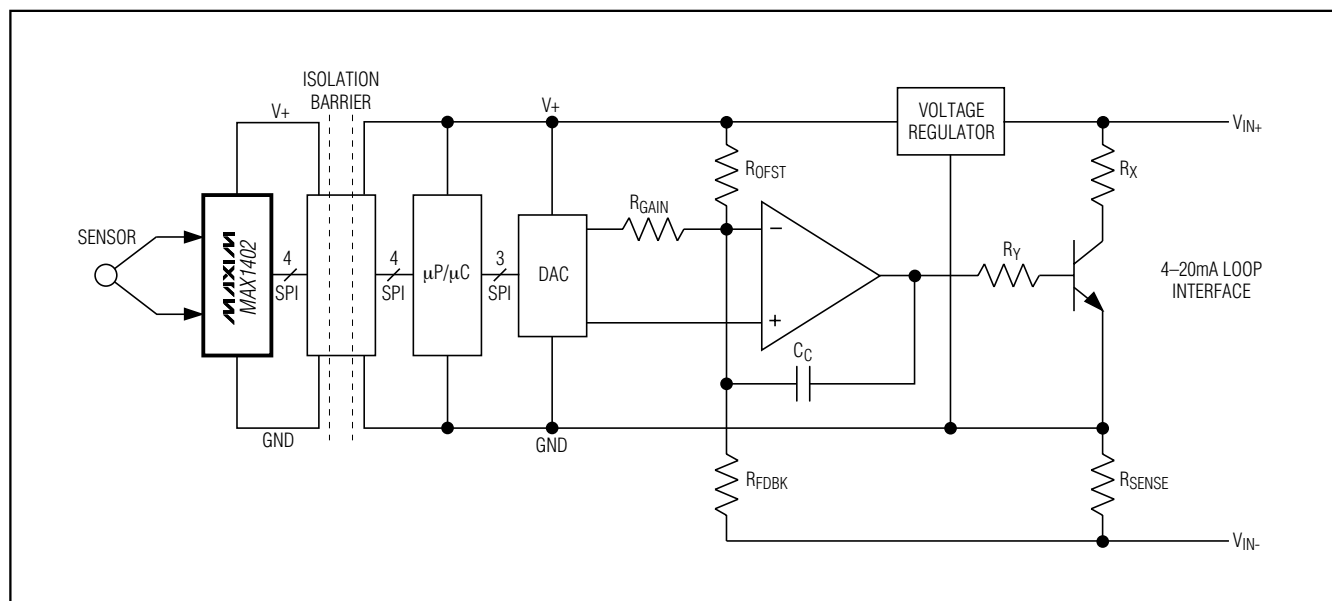 ISOLATION
BARRIER
V+
V+
VOLTAGE
REGULATOR
VIN+
ROFST
RX
RGAIN
SENSOR
MAXIM
MAX1402
4
SPI
4
SPI
μP/μC
3
SPI
DAC
−
+
RY
4–20mA LOOP
INTERFACE
CC
GND
GND
RFDBK
RSENSE
VIN-